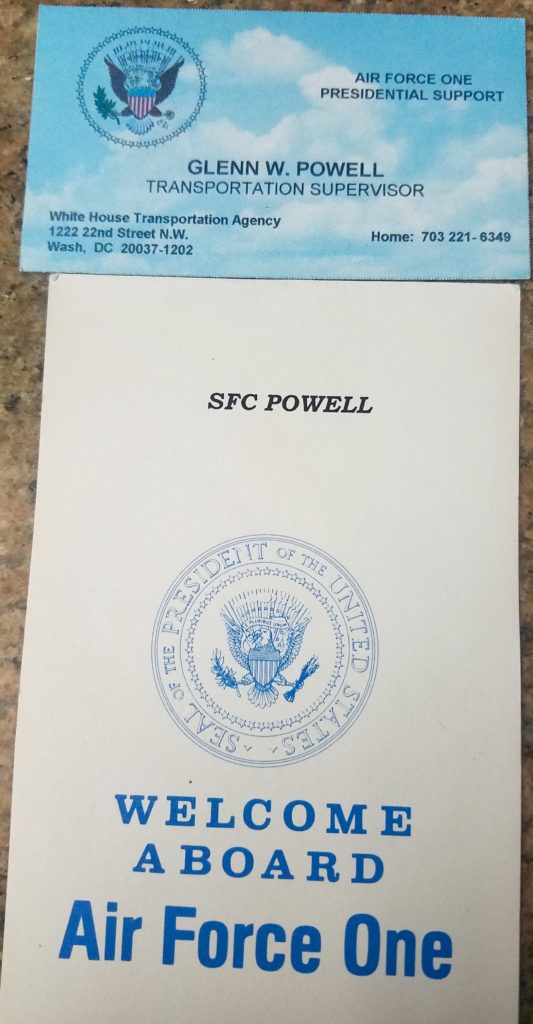 AIR FORCE ONE
PRESIDENTIAL SUPPORT
GLENN W. POWELL
TRANSPORTATION SUPERVISOR
White House Transportation Agency
1222 22nd Street N.W.
Wash, DC 20037-1202
Home: 703 221- 6349
SFC POWELL
SEAL OF THE PRESIDENT OF THE UNITED STATES
E PLURIBUS UNUM
WELCOME
ABOARD
Air Force One